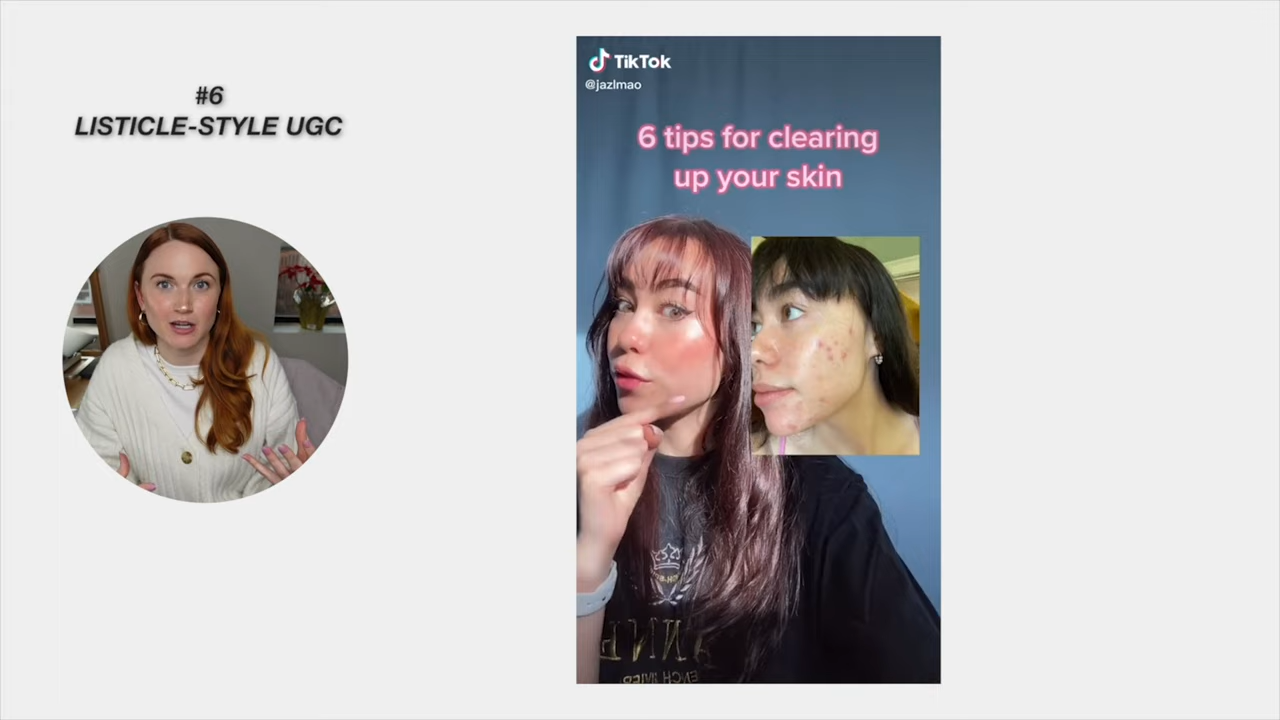 #6
LISTICLE-STYLE UGC
TikTok
@jazlmao
6 tips for clearing
up your skin